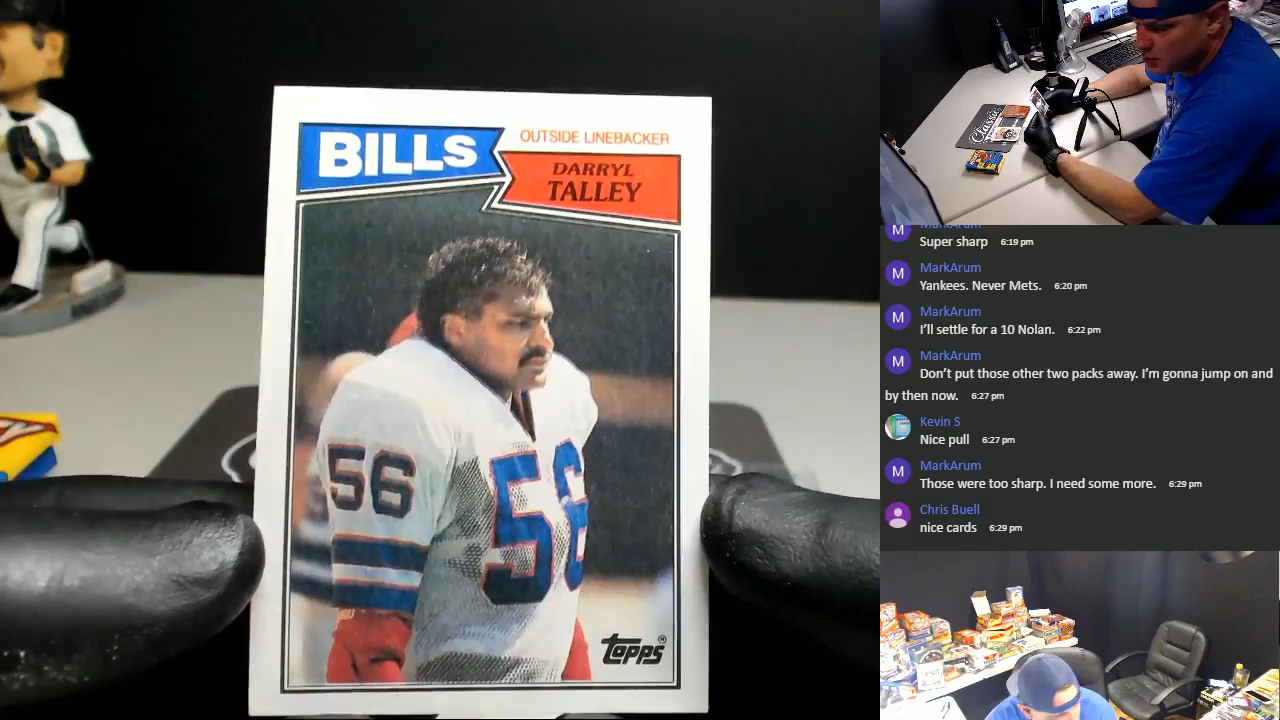 BILLS
OUTSIDE LINEBACKER
DARRYL
TALLEY
56
56
Topps®
Classic
MarkArum
Super sharp 6:19 pm
MarkArum
Yankees. Never Mets. 6:20 pm
MarkArum
I'll settle for a 10 Nolan. 6:22 pm
MarkArum
Don't put those other two packs away. I'm gonna jump on and
by then now. 6:27 pm
Kevin S
Nice pull 6:27 pm
MarkArum
Those were too sharp. I need some more. 6:29 pm
Chris Buell
nice cards 6:29 pm